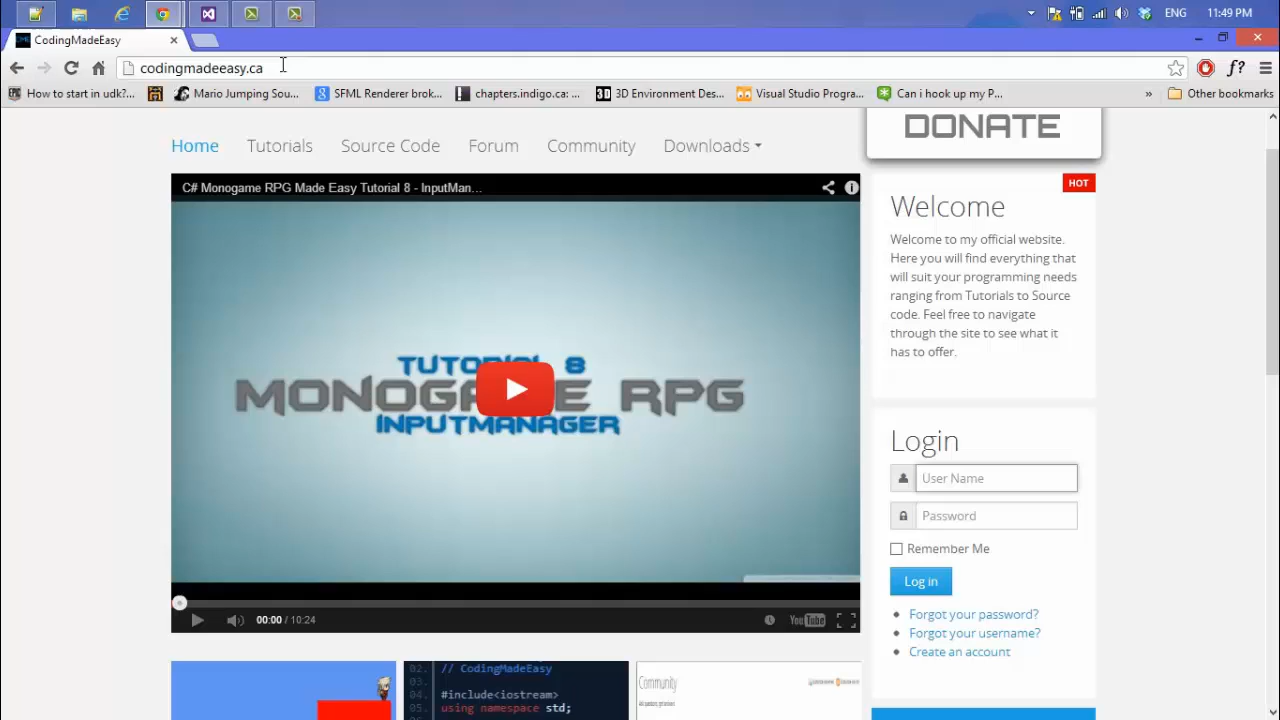 ENG
11:49 PM
CodingMadeEasy
codingmadeeasy.ca
How to start in udk?...
Mario Jumping Sou...
SFML Renderer brok...
chapters.indigo.ca: ...
3D Environment Des...
Visual Studio Progra...
Can i hook up my P...
»
Other bookmarks
DONATE
Home
Tutorials
Source Code
Forum
Community
Downloads
C# Monogame RPG Made Easy Tutorial 8 - InputMan...
TUTORIAL 8
MONOGAME RPG
INPUTMANAGER
00:00 / 10:24
YouTube
HOT
Welcome
Welcome to my official website.
Here you will find everything that
will suit your programming needs
ranging from Tutorials to Source
code. Feel free to navigate
through the site to see what it
has to offer.
Login
User Name
Password
Remember Me
Log in
Forgot your password?
Forgot your username?
Create an account
02. // CodingMadeEasy
03.
04. #include<iostream>
05. using namespace std;
Community